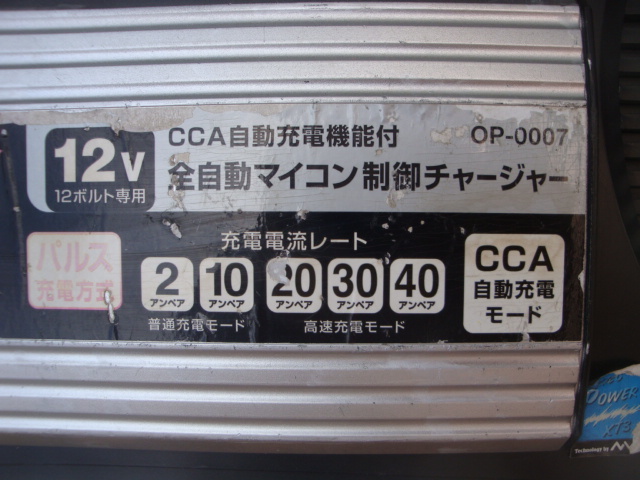 12V
12ボルト専用
CCA自動充電機能付 OP-0007
全自動マイコン制御チャージャー
充電電流レート
パルス
充電方式
2
アンペア
10
アンペア
20
アンペア
30
アンペア
40
アンペア
普通充電モード
高速充電モード
CCA
自動充電
モード
POWER
XTS
Technology by